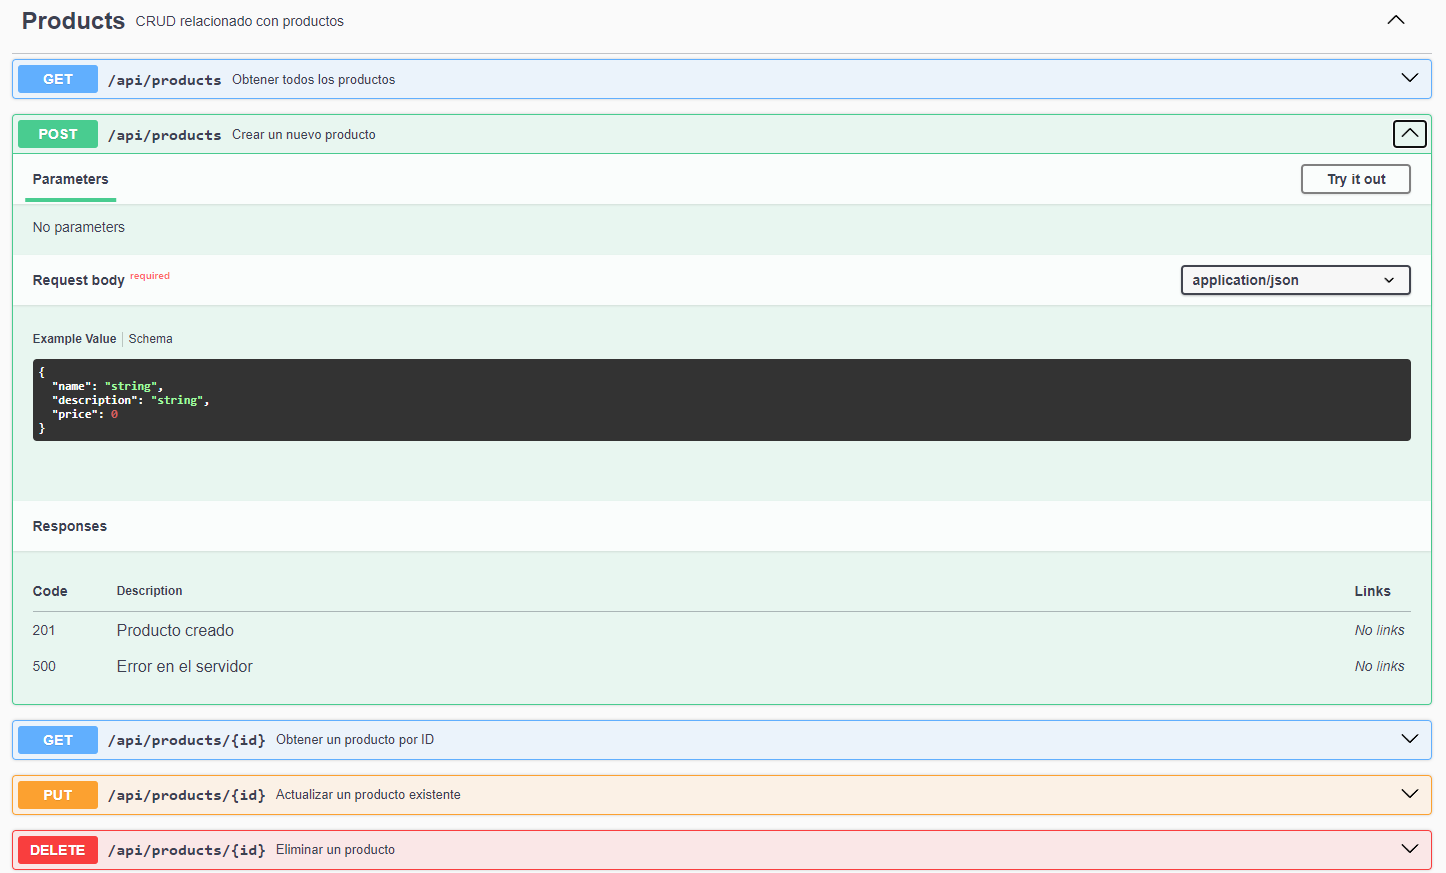 Products CRUD relacionado con productos
GET /api/products Obtener todos los productos
POST /api/products Crear un nuevo producto
Parameters Try it out
No parameters
Request body required application/json
Example Value Schema
{
"name": "string",
"description": "string",
"price": 0
}
Responses
Code Description Links
201 Producto creado No links
500 Error en el servidor No links
GET /api/products/{id} Obtener un producto por ID
PUT /api/products/{id} Actualizar un producto existente
DELETE /api/products/{id} Eliminar un producto